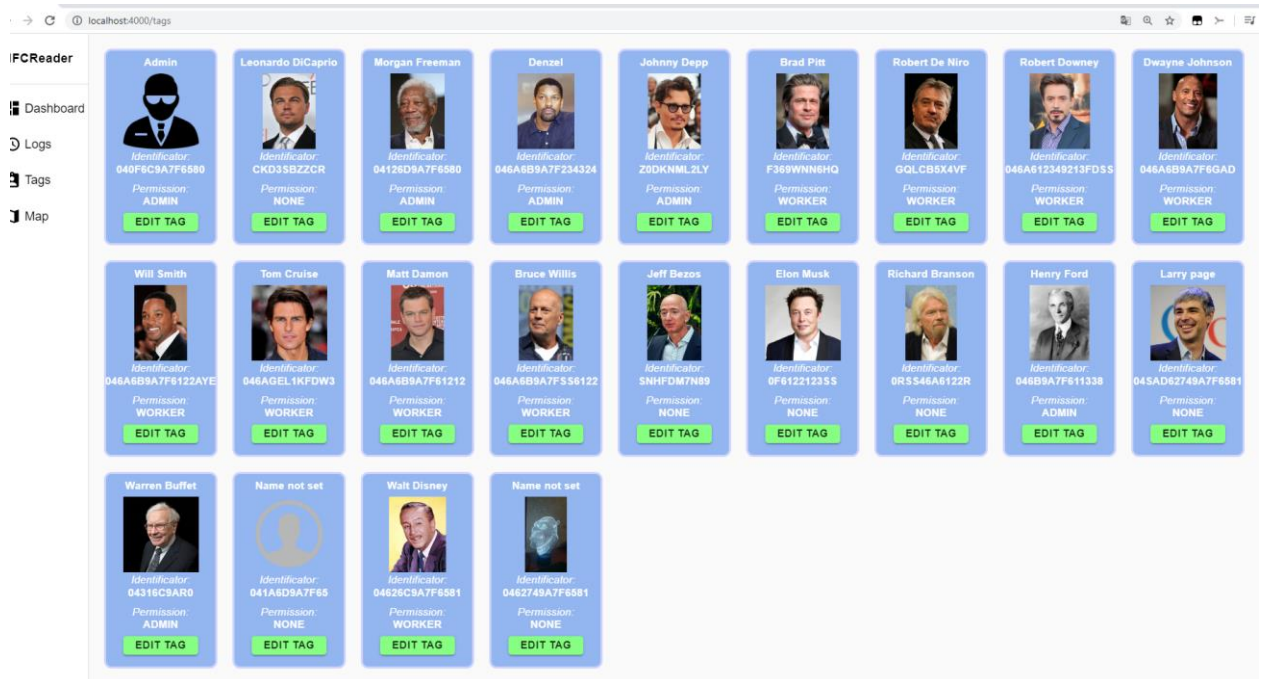 localhost:4000/tags
FCReader
Dashboard
Logs
Tags
Map
Admin
Identificator:
040F6C9A7F6580
Permission:
ADMIN
EDIT TAG
Leonardo DiCaprio
Identificator:
CKD3SBZZCR
Permission:
NONE
EDIT TAG
Morgan Freeman
Identificator:
04126D9A7F6580
Permission:
ADMIN
EDIT TAG
Denzel
Identificator:
046A6B9A7F234324
Permission:
ADMIN
EDIT TAG
Johnny Depp
Identificator:
Z0DKNML2LY
Permission:
ADMIN
EDIT TAG
Brad Pitt
Identificator:
F369WNN6HQ
Permission:
WORKER
EDIT TAG
Robert De Niro
Identificator:
GQLCB5X4VF
Permission:
WORKER
EDIT TAG
Robert Downey
Identificator:
046A612349213FDSS
Permission:
WORKER
EDIT TAG
Dwayne Johnson
Identificator:
046A6B9A7F6GAD
Permission:
WORKER
EDIT TAG
Will Smith
Identificator:
046A6B9A7F6122AYE
Permission:
WORKER
EDIT TAG
Tom Cruise
Identificator:
046AGEL1KFDW3
Permission:
WORKER
EDIT TAG
Matt Damon
Identificator:
046A6B9A7F61212
Permission:
WORKER
EDIT TAG
Bruce Willis
Identificator:
046A6B9A7FSS6122
Permission:
WORKER
EDIT TAG
Jeff Bezos
Identificator:
SNHFDM7N89
Permission:
NONE
EDIT TAG
Elon Musk
Identificator:
0F6122123SS
Permission:
NONE
EDIT TAG
Richard Branson
Identificator:
0RSS46A6122R
Permission:
NONE
EDIT TAG
Henry Ford
Identificator:
046B9A7F611338
Permission:
ADMIN
EDIT TAG
Larry page
Identificator:
04SAD62749A7F6581
Permission:
NONE
EDIT TAG
Warren Buffet
Identificator:
04316C9AR0
Permission:
ADMIN
EDIT TAG
Name not set
Identificator:
041A6D9A7F65
Permission:
NONE
EDIT TAG
Walt Disney
Identificator:
04626C9A7F6581
Permission:
WORKER
EDIT TAG
Name not set
Identificator:
0462749A7F6581
Permission:
NONE
EDIT TAG